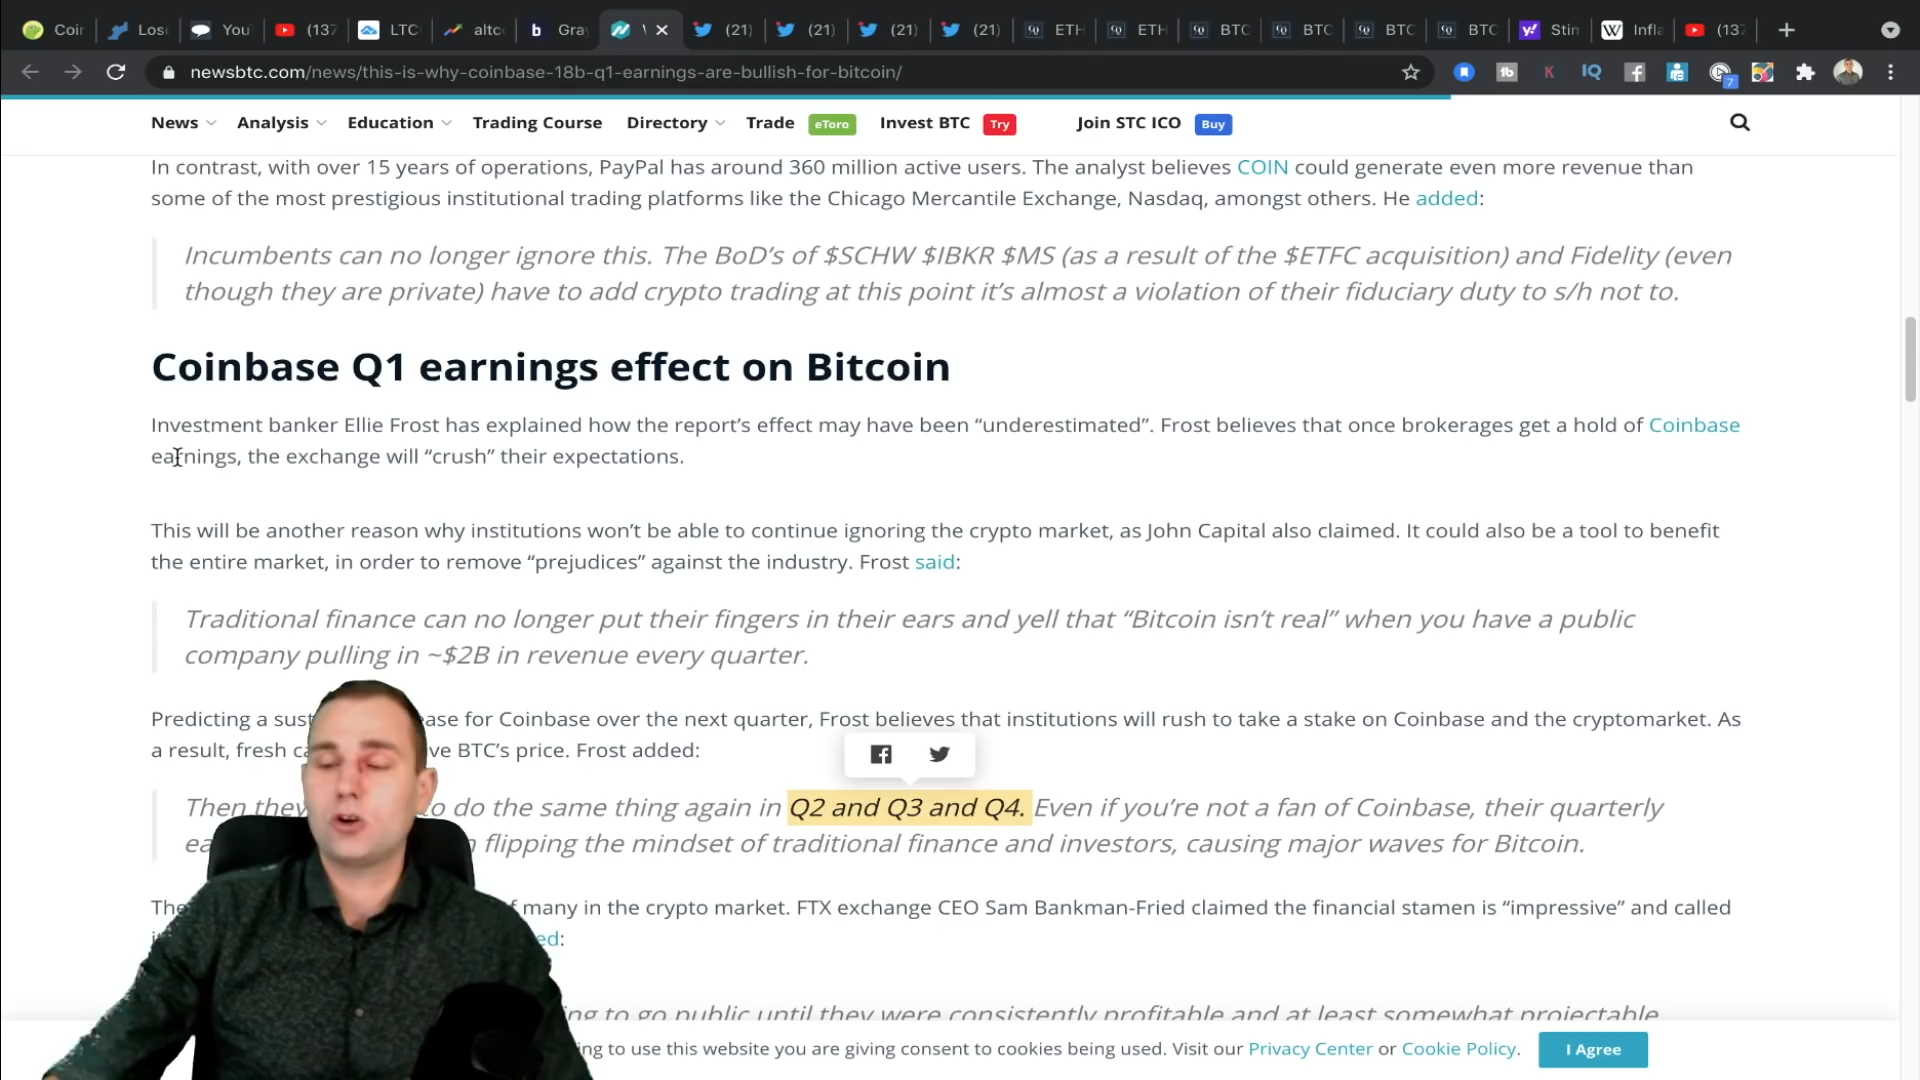 Coin
Lose
You
(137
LTC
altc
Gra
(21)
(21)
(21)
(21)
ETH
ETH
BTC
BTC
BTC
BTC
Stin
Infla
(137
newsbtc.com/news/this-is-why-coinbase-18b-q1-earnings-are-bullish-for-bitcoin/
News Analysis Education Trading Course Directory Trade eToro Invest BTC Try Join STC ICO Buy
In contrast, with over 15 years of operations, PayPal has around 360 million active users. The analyst believes COIN could generate even more revenue than
some of the most prestigious institutional trading platforms like the Chicago Mercantile Exchange, Nasdaq, amongst others. He added:
Incumbents can no longer ignore this. The BoD's of $SCHW $IBKR $MS (as a result of the $ETFC acquisition) and Fidelity (even
though they are private) have to add crypto trading at this point it's almost a violation of their fiduciary duty to s/h not to.
Coinbase Q1 earnings effect on Bitcoin
Investment banker Ellie Frost has explained how the report's effect may have been “underestimated”. Frost believes that once brokerages get a hold of Coinbase
earnings, the exchange will “crush” their expectations.
This will be another reason why institutions won't be able to continue ignoring the crypto market, as John Capital also claimed. It could also be a tool to benefit
the entire market, in order to remove “prejudices” against the industry. Frost said:
Traditional finance can no longer put their fingers in their ears and yell that “Bitcoin isn't real” when you have a public
company pulling in ~$2B in revenue every quarter.
Predicting a sust ease for Coinbase over the next quarter, Frost believes that institutions will rush to take a stake on Coinbase and the cryptomarket. As
a result, fresh ca ve BTC's price. Frost added:
Then they to do the same thing again in Q2 and Q3 and Q4. Even if you're not a fan of Coinbase, their quarterly
ea flipping the mindset of traditional finance and investors, causing major waves for Bitcoin.
The f many in the crypto market. FTX exchange CEO Sam Bankman-Fried claimed the financial stamen is “impressive” and called
ed:
ng to go public until they were consistently profitable and at least somewhat projectable
ing to use this website you are giving consent to cookies being used. Visit our Privacy Center or Cookie Policy. I Agree